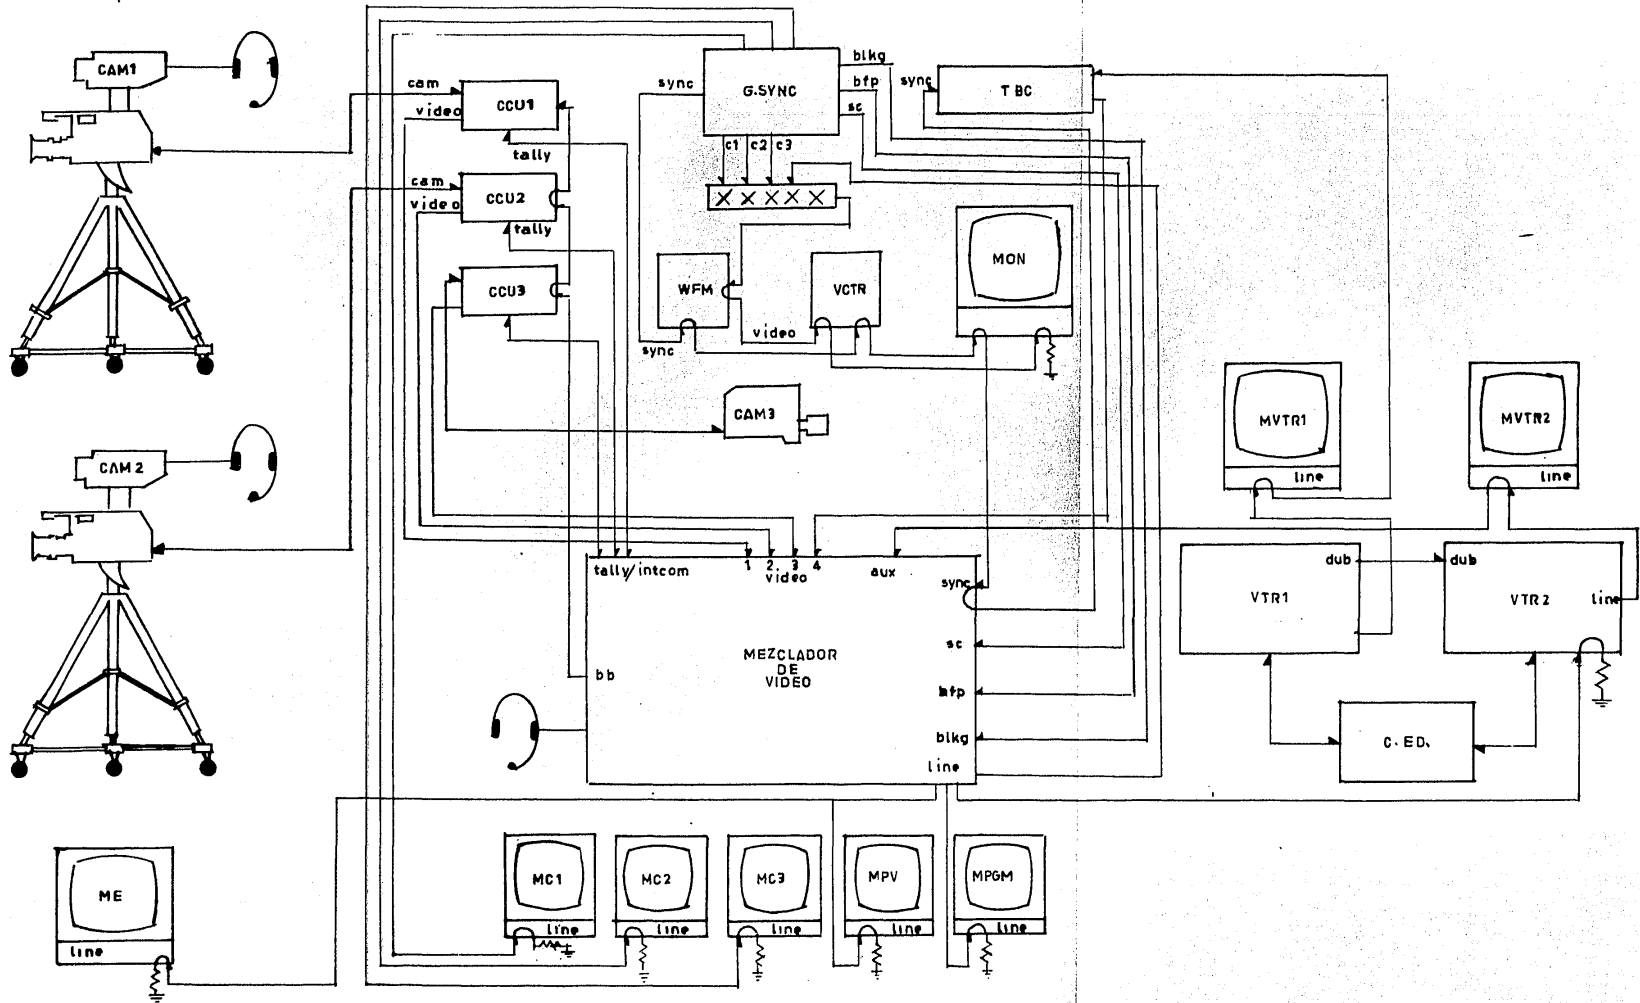 CAM1
cam
video
CCU1
tally
sync
G.SYNC
blkg
bfp
sc
c1 c2 c3
sync
TBC
cam
video
CCU2
tally
CCU3
WFM
VCTR
MON
video
sync
CAM3
MVTR1
line
MVTR2
line
CAM2
tally/intcom
1 2 3 4
video
aux
sync
sc
bfp
blkg
line
bb
MEZCLADOR
DE
VIDEO
dub
VTR1
dub
VTR2
line
C.ED.
ME
line
MC1
line
MC2
line
MC3
line
MPV
line
MPGM
line